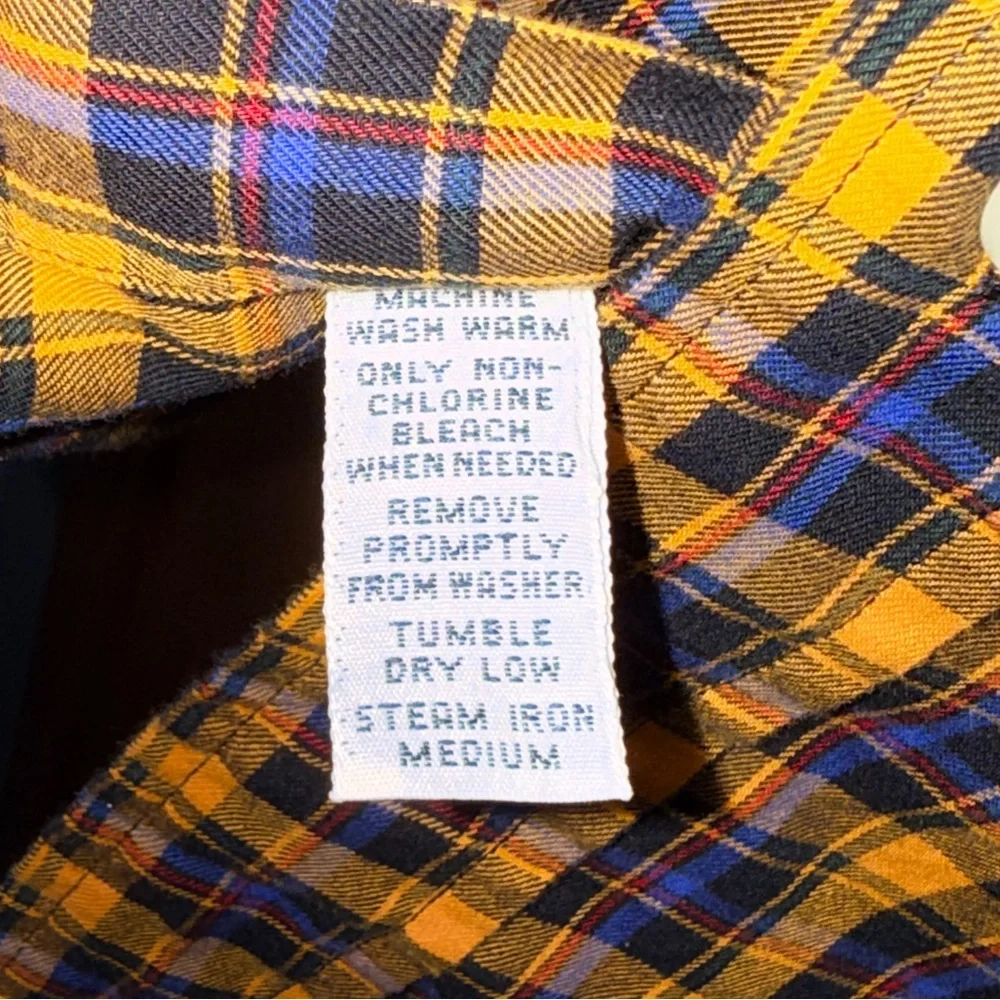 MACHINE
WASH WARM
ONLY NON-
CHLORINE
BLEACH
WHEN NEEDED
REMOVE
PROMPTLY
FROM WASHER
TUMBLE
DRY LOW
STEAM IRON
MEDIUM